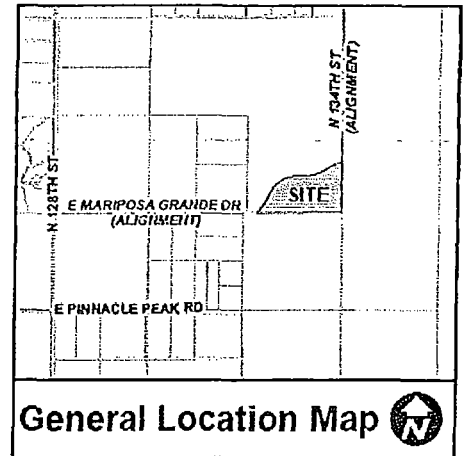 N 134TH ST
(ALIGNMENT)
N 128TH ST
SITE
E MARIPOSA GRANDE DR
(ALIGNMENT)
E PINNACLE PEAK RD
General Location Map
N